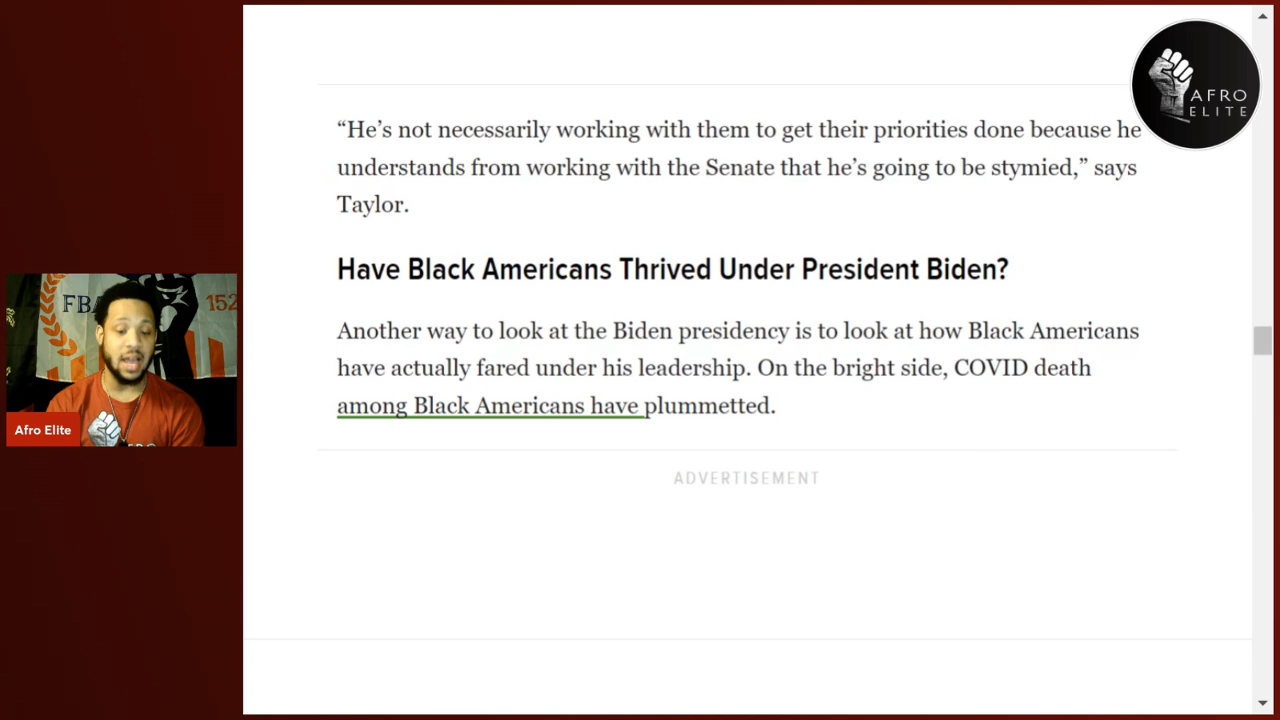 AFRO
ELITE
“He’s not necessarily working with them to get their priorities done because he
understands from working with the Senate that he’s going to be stymied,” says
Taylor.
Have Black Americans Thrived Under President Biden?
Another way to look at the Biden presidency is to look at how Black Americans
have actually fared under his leadership. On the bright side, COVID death
among Black Americans have plummetted.
ADVERTISEMENT
FBA
152
Afro Elite